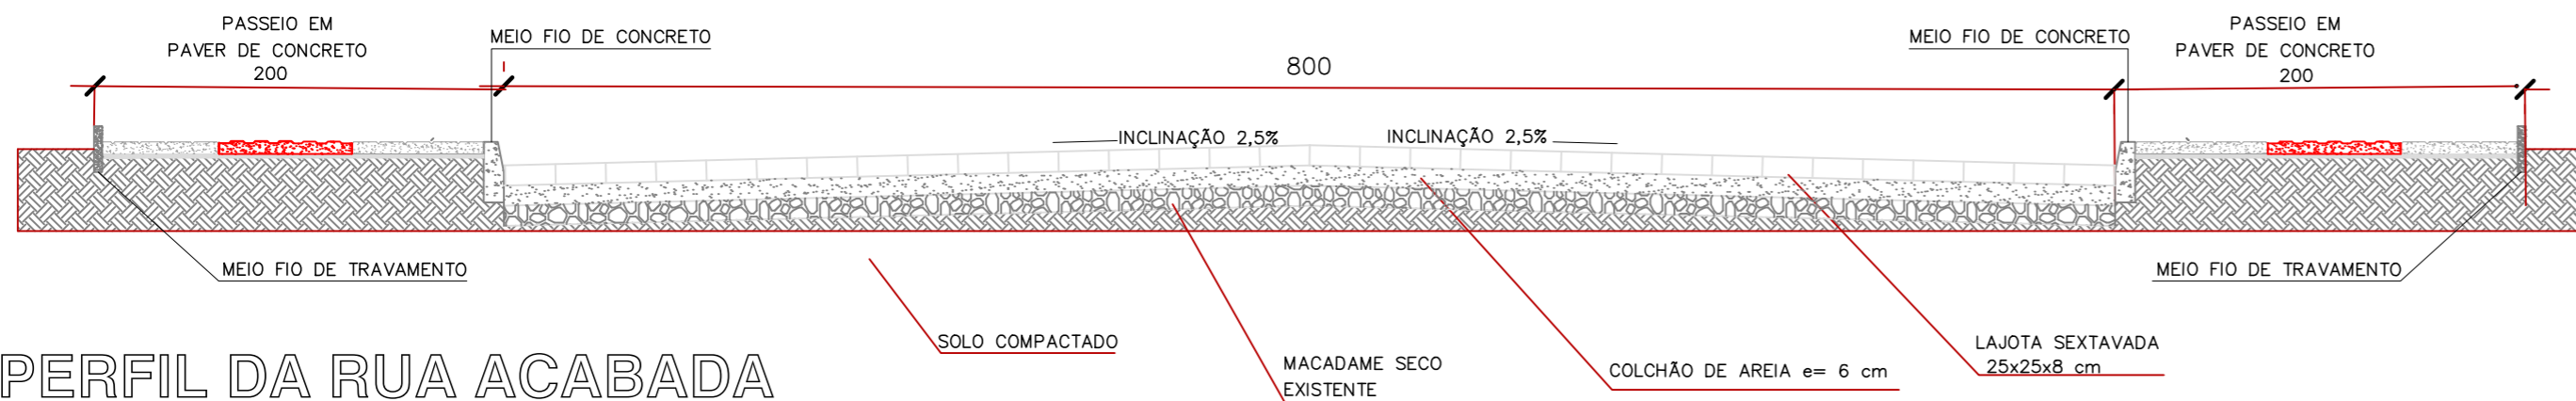 PASSEIO EM
PAVER DE CONCRETO
200
MEIO FIO DE CONCRETO
800
MEIO FIO DE CONCRETO
PASSEIO EM
PAVER DE CONCRETO
200
INCLINAÇÃO 2,5%
INCLINAÇÃO 2,5%
MEIO FIO DE TRAVAMENTO
MEIO FIO DE TRAVAMENTO
SOLO COMPACTADO
MACADAME SECO
EXISTENTE
COLCHÃO DE AREIA e= 6 cm
LAJOTA SEXTAVADA
25x25x8 cm
PERFIL DA RUA ACABADA